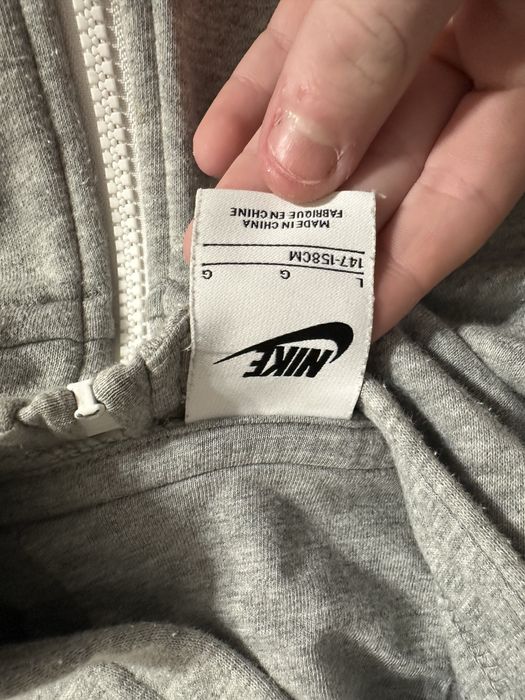 NIKE
L G G
147-158CM
MADE IN CHINA
FABRIQUE EN CHINE